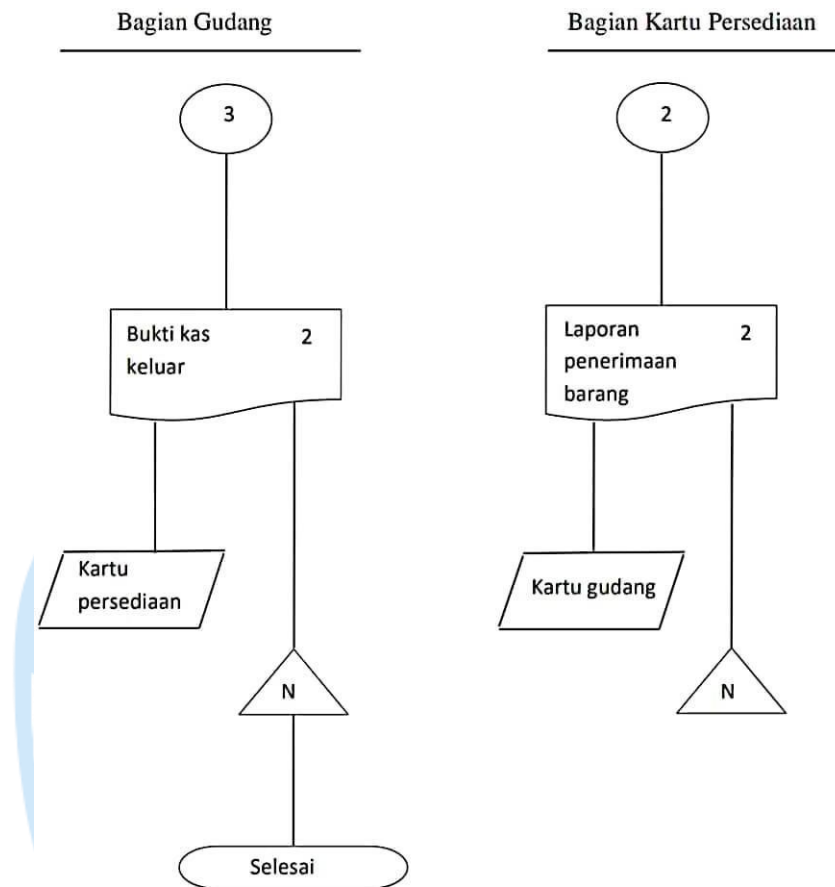 Bagian Gudang
Bagian Kartu Persediaan
3
2
Bukti kas
keluar
2
Laporan
penerimaan
barang
2
Kartu
persediaan
Kartu gudang
N
N
Selesai